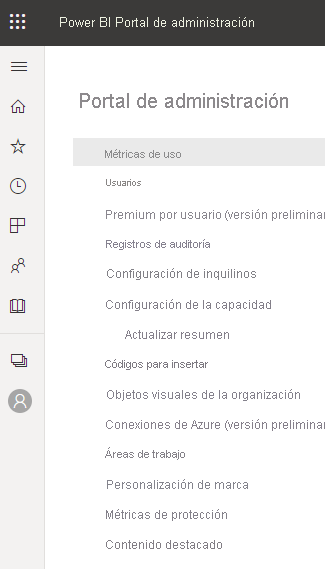 Power BI Portal de administración
Portal de administración
Métricas de uso
Usuarios
Premium por usuario (versión preliminar
Registros de auditoría
Configuración de inquilinos
Configuración de la capacidad
Actualizar resumen
Códigos para insertar
Objetos visuales de la organización
Conexiones de Azure (versión preliminar
Áreas de trabajo
Personalización de marca
Métricas de protección
Contenido destacado